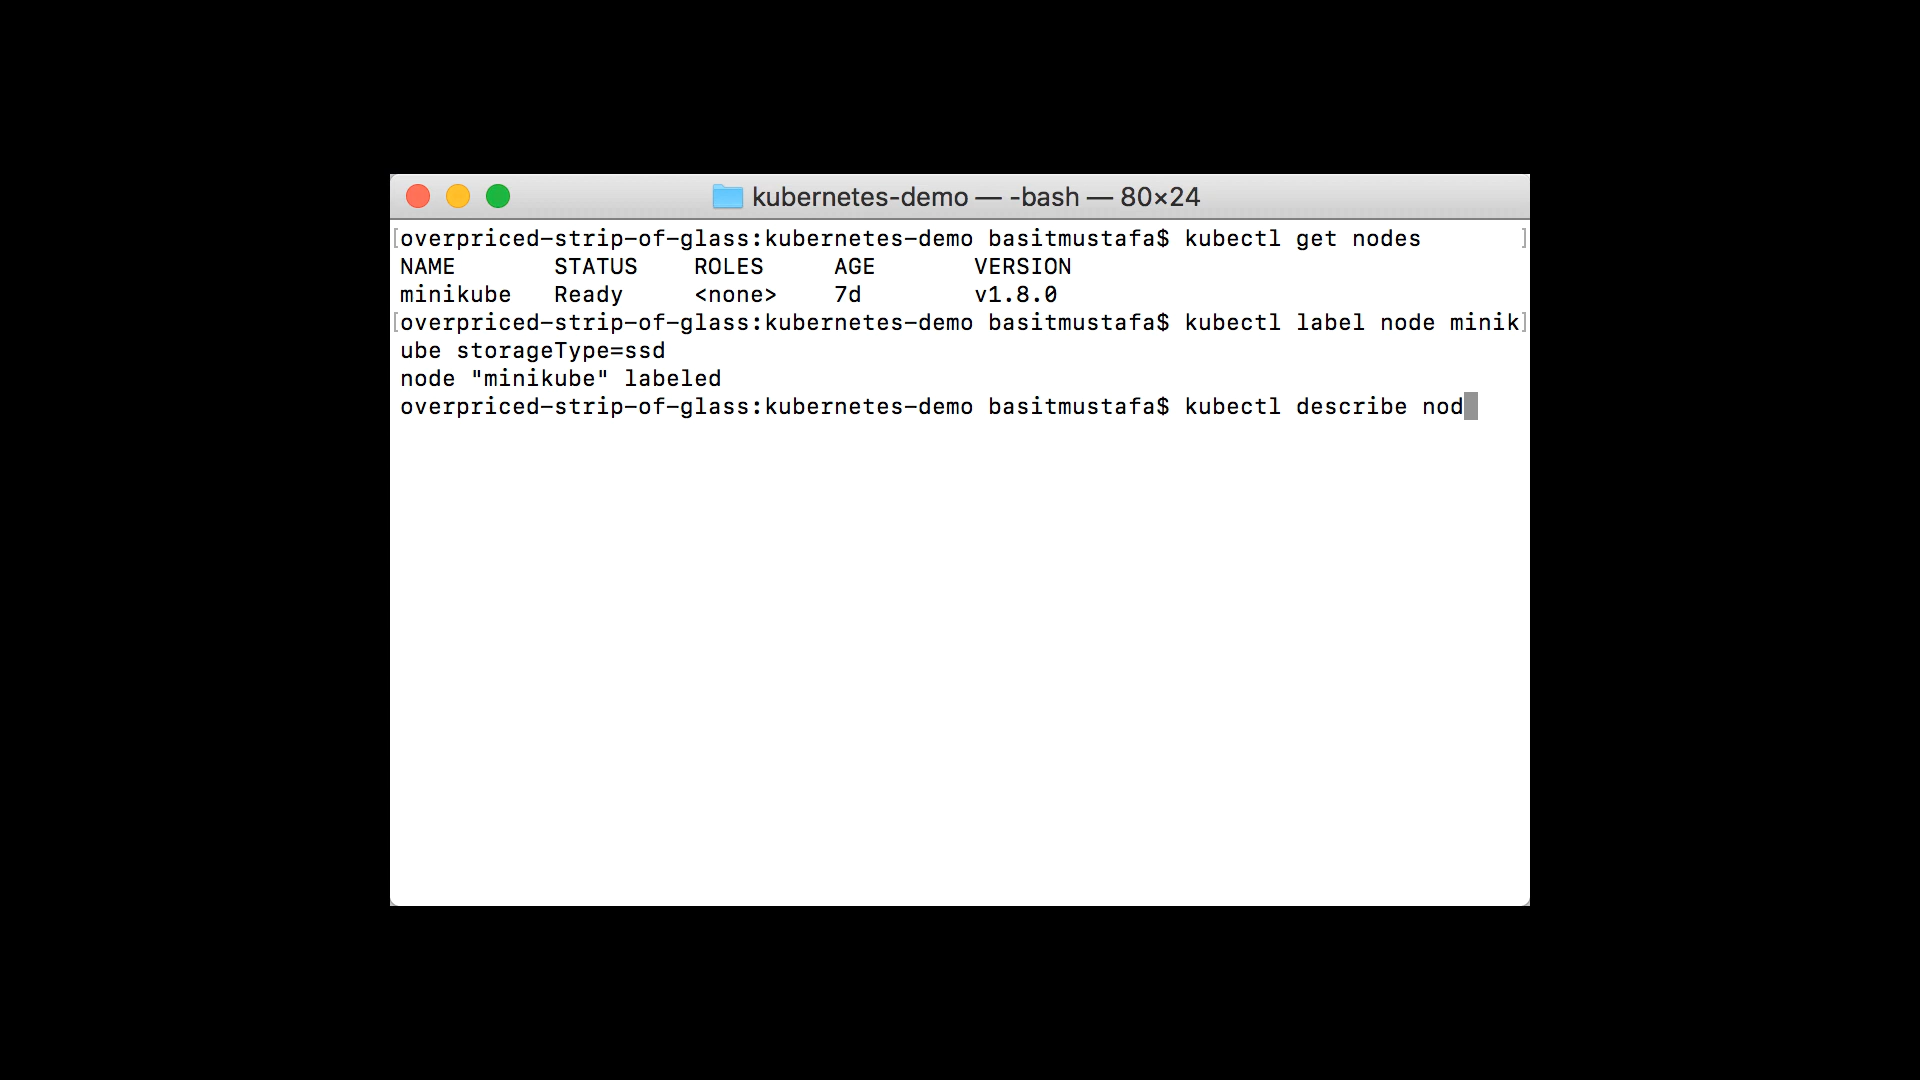 kubernetes-demo — -bash — 80×24
[overpriced-strip-of-glass:kubernetes-demo basitmustafa$ kubectl get nodes ]
NAME STATUS ROLES AGE VERSION
minikube Ready <none> 7d v1.8.0
[overpriced-strip-of-glass:kubernetes-demo basitmustafa$ kubectl label node minik]
ube storageType=ssd
node "minikube" labeled
overpriced-strip-of-glass:kubernetes-demo basitmustafa$ kubectl describe nod